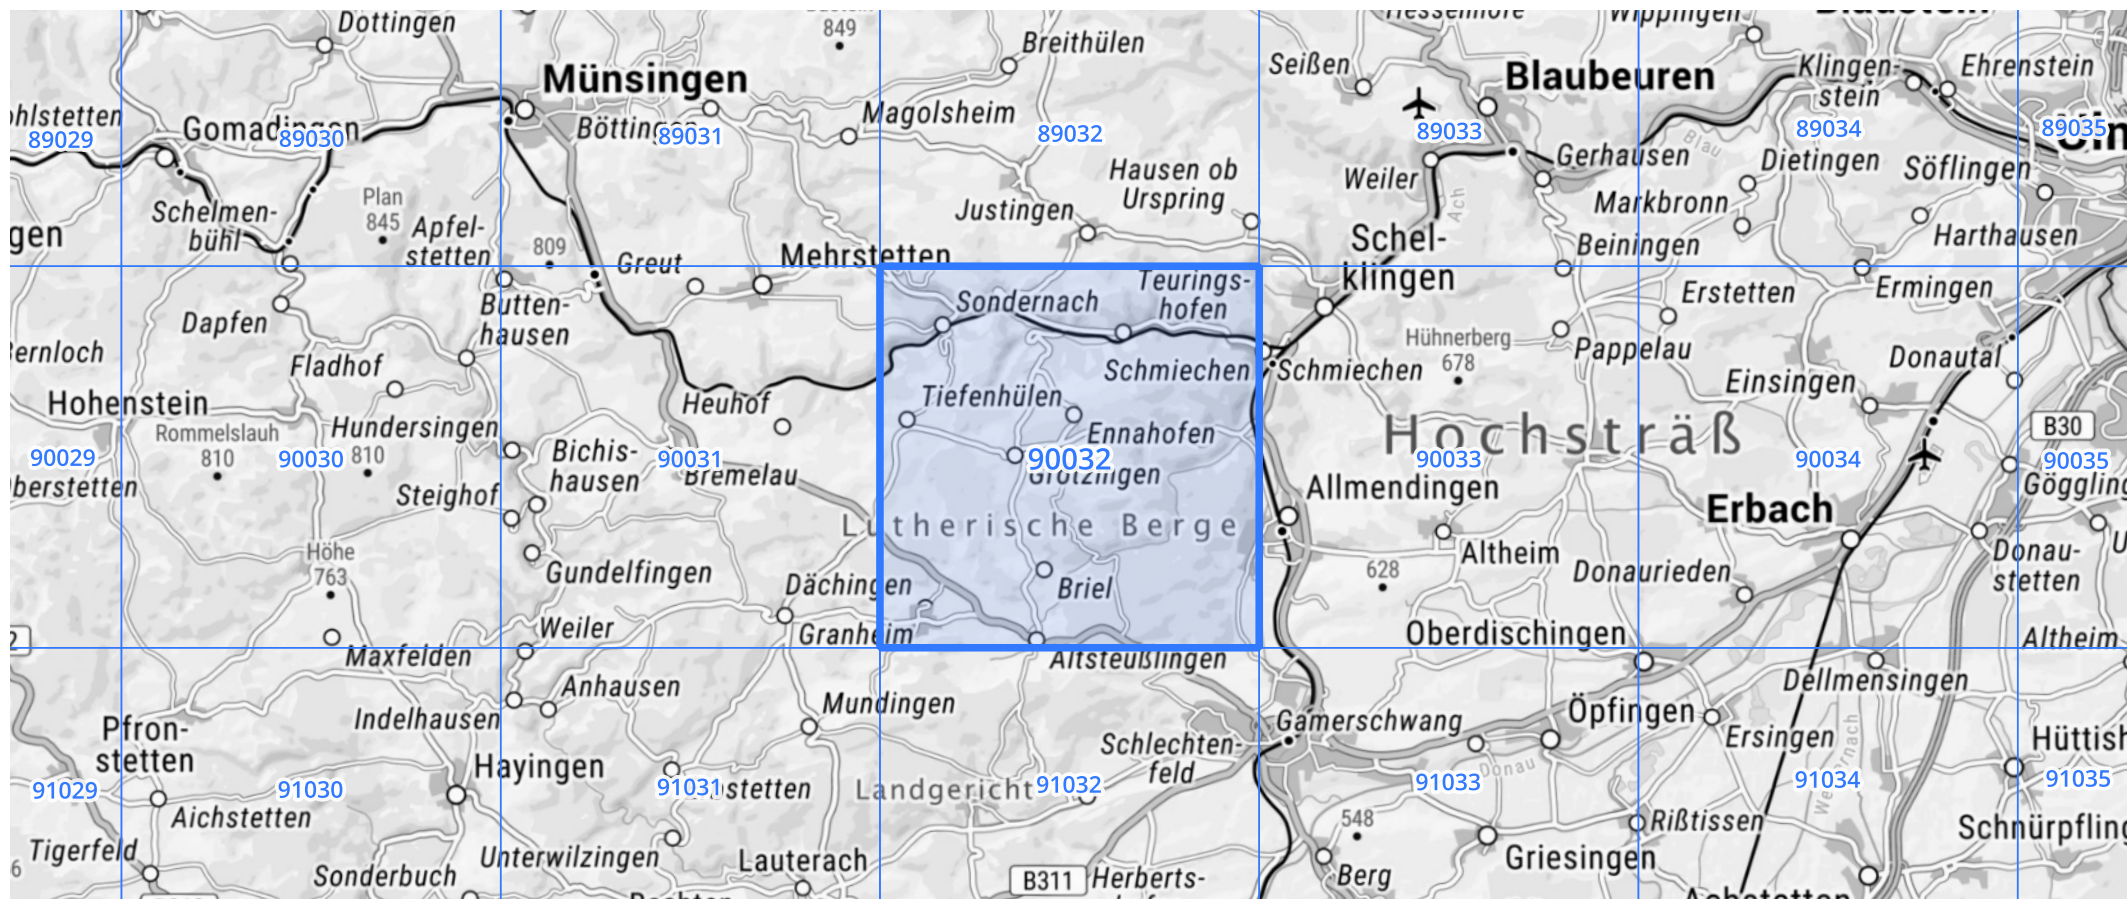 Dottingen
849
Breithülen
Seißen
Blaubeuren
Klingen-
stein
Ehrenstein
Münsingen
Magolsheim
Gomadingen
89029
89030
89031
89032
89033
89034
89035
Blau
Gerhausen
Dietingen
Söflingen
Hausen ob
Urspring
Weiler
Ach
Markbronn
Plan
845
Schelmen-
bühl
Apfel-
stetten
809
Greut
Justingen
Mehrstetten
Schel-
klingen
Beiningen
Harthausen
Butten-
hausen
Sondernach
Teurings-
hofen
Erstetten
Ermingen
Dapfen
Fladhof
Hühnerberg
678
Pappelau
Donautal
Schmiechen
Schmiechen
Einsingen
Hohenstein
Heuhof
Tiefenhülen
Ennahofen
Grötzingen
Hochsträß
B30
Rommelslauh
810
Hundersingen
810
Bichis-
hausen
Bremelau
90029
90030
90031
90032
90033
90034
90035
Steighof
Allmendingen
Erbach
Lutherische Berge
Altheim
Donau-
stetten
Höhe
763
Gundelfingen
Dächingen
Briel
628
Donaurieden
Weiler
Granheim
Oberdischingen
Altheim
Maxfelden
Altsteußlingen
Dellmensingen
Anhausen
Indelhausen
Mundingen
Gamerschwang
Öpfingen
Ersingen
Pfron-
stetten
Hayingen
Schlechten-
feld
Donau
91029
91030
91031
91032
91033
91034
91035
Landgericht
Aichstetten
548
Rißtissen
Tigerfeld
Sonderbuch
Unterwilzingen
Lauterach
B311
Herberts-
Berg
Griesingen